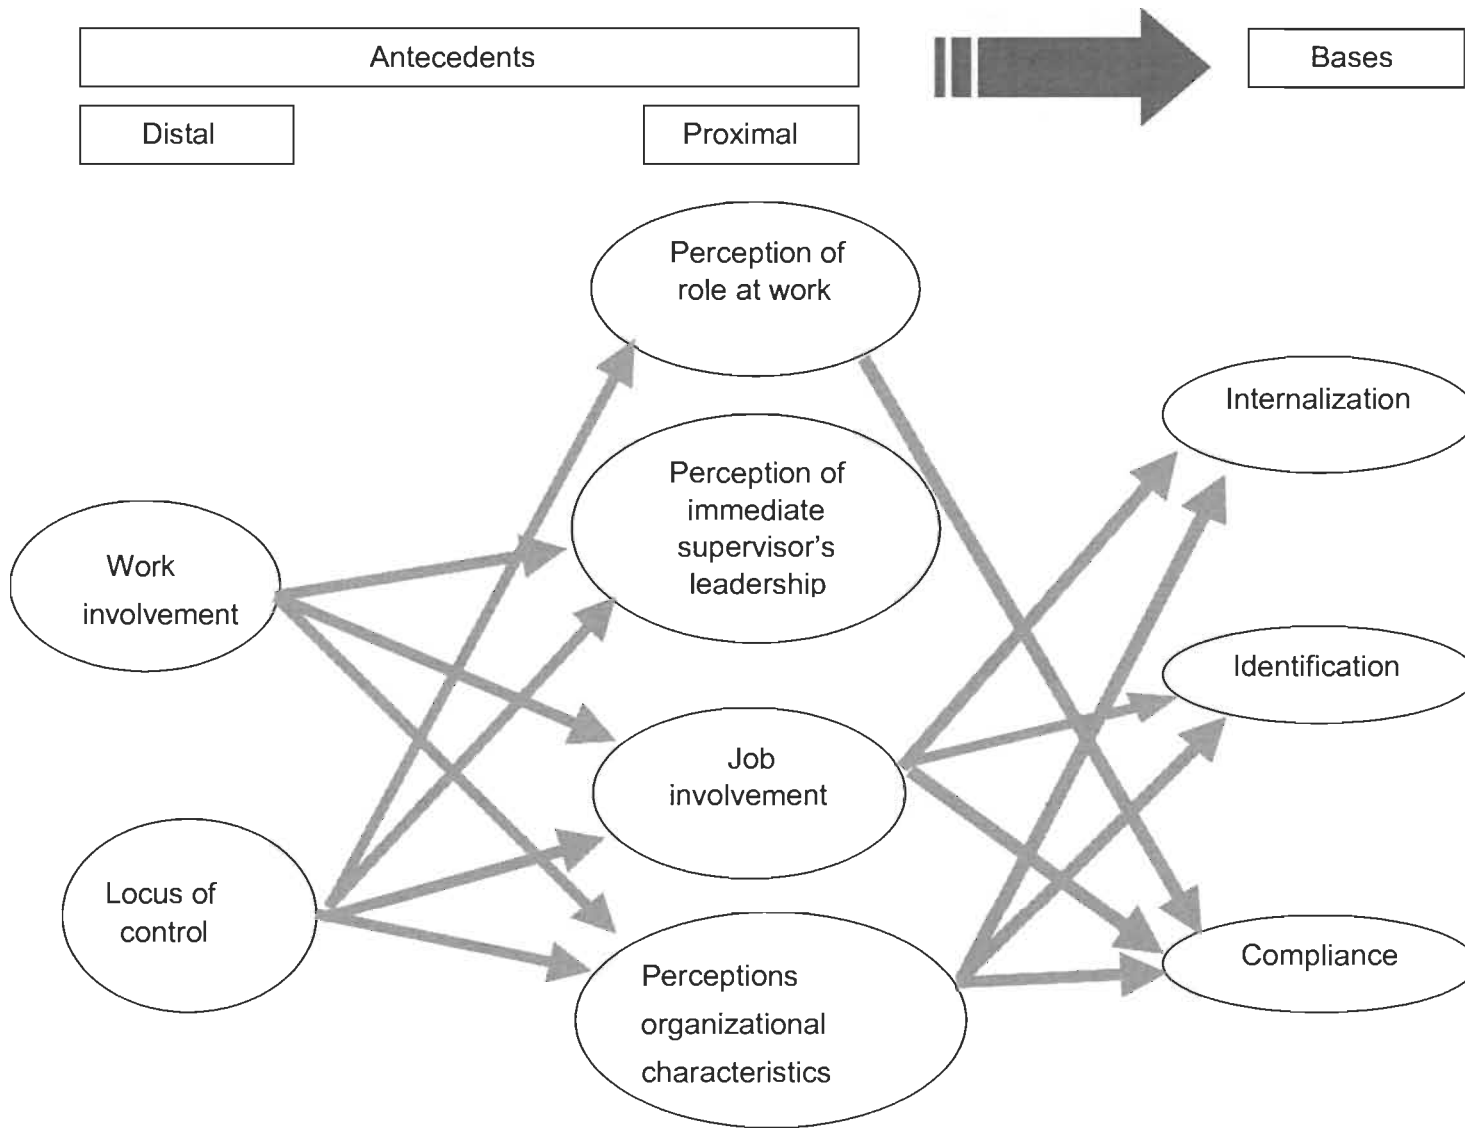 Antecedents
Bases
Distal
Proximal
Perception of
role at work
Perception of
immediate
supervisor's
leadership
Work
involvement
Job
involvement
Locus of
control
Perceptions
organizational
characteristics
Internalization
Identification
Compliance